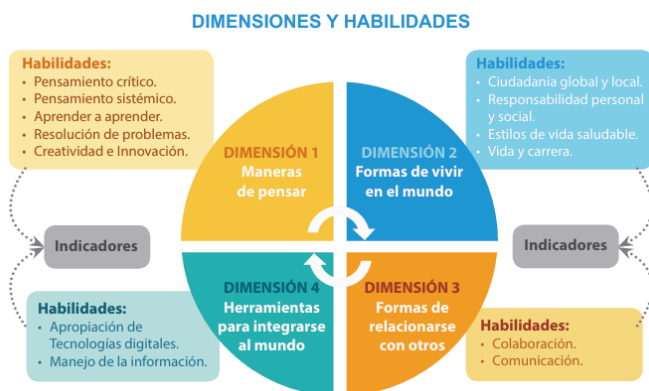 DIMENSIONES Y HABILIDADES
Habilidades:
• Pensamiento crítico.
• Pensamiento sistémico.
• Aprender a aprender.
• Resolución de problemas.
• Creatividad e Innovación.
Habilidades:
• Ciudadanía global y local.
• Responsabilidad personal
y social.
• Estilos de vida saludable.
• Vida y carrera.
DIMENSIÓN 1
Maneras
de pensar
DIMENSIÓN 2
Formas de vivir
en el mundo
Indicadores
Indicadores
DIMENSIÓN 4
Herramientas
para integrarse
al mundo
DIMENSIÓN 3
Formas de
relacionarse
con otros
Habilidades:
• Apropiación de
Tecnologías digitales.
• Manejo de la información.
Habilidades:
• Colaboración.
• Comunicación.